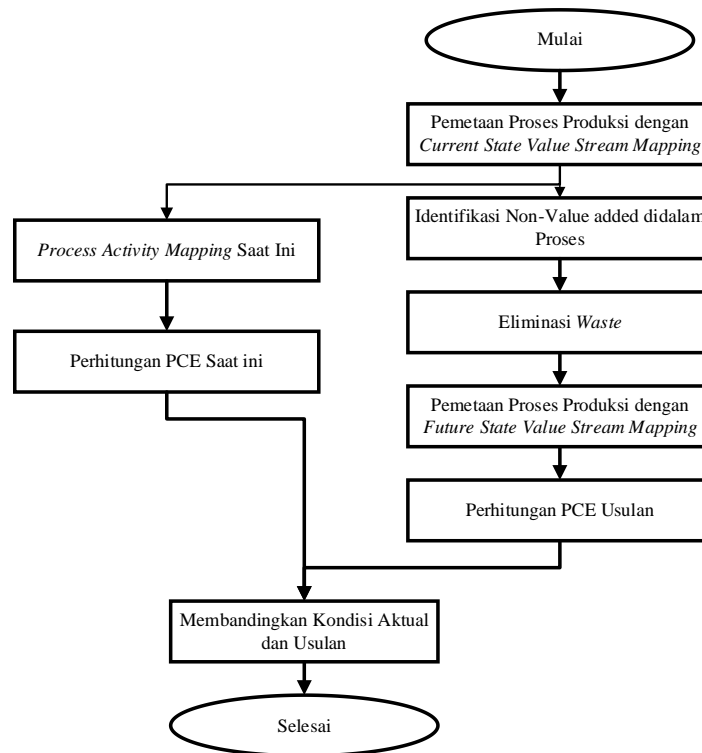 Mulai
Pemetaan Proses Produksi dengan
Current State Value Stream Mapping
Identifikasi Non-Value added didalam
Proses
Process Activity Mapping Saat Ini
Eliminasi Waste
Perhitungan PCE Saat ini
Pemetaan Proses Produksi dengan
Future State Value Stream Mapping
Perhitungan PCE Usulan
Membandingkan Kondisi Aktual
dan Usulan
Selesai